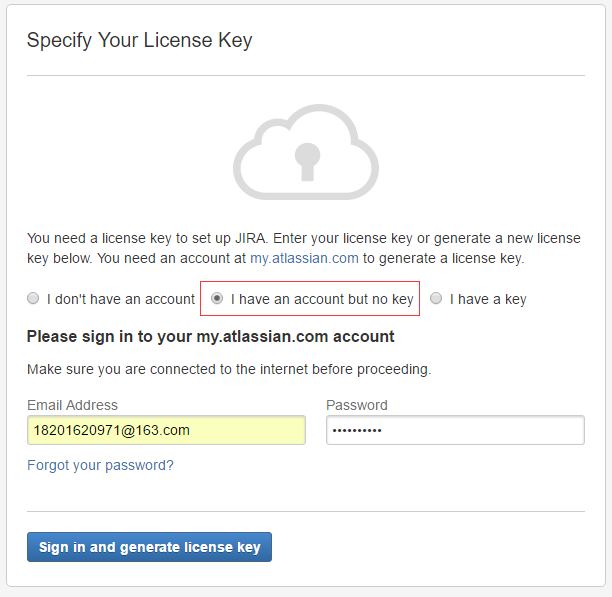 Specify Your License Key
You need a license key to set up JIRA. Enter your license key or generate a new license
key below. You need an account at my.atlassian.com to generate a license key.
I don't have an account I have an account but no key I have a key
Please sign in to your my.atlassian.com account
Make sure you are connected to the internet before proceeding.
Email Address Password
18201620971@163.com ••••••••••
Forgot your password?
Sign in and generate license key